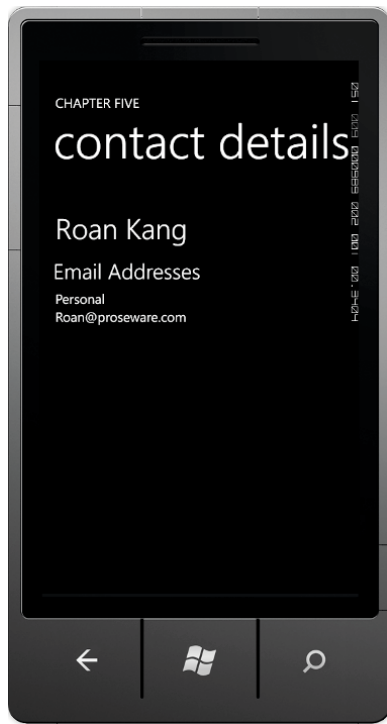 CHAPTER FIVE
contact details
Roan Kang
Email Addresses
Personal
Roan@proseware.com